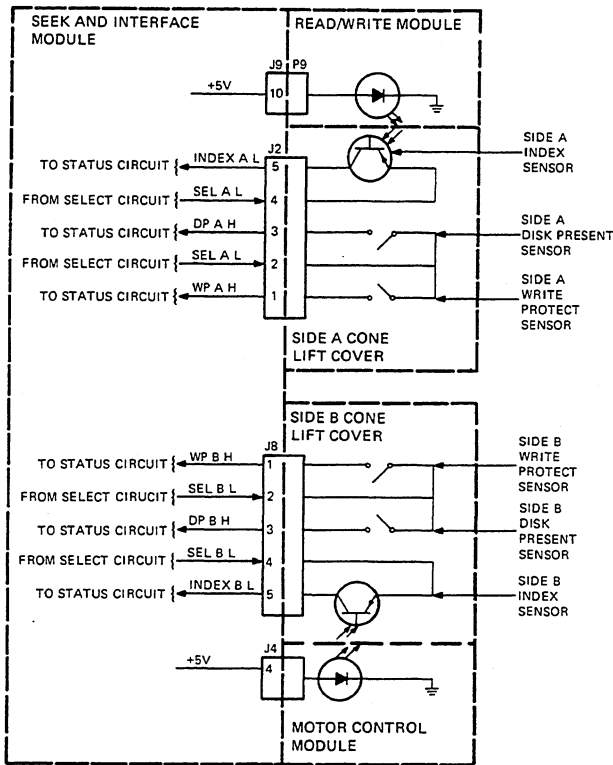 SEEK AND INTERFACE
MODULE
READ/WRITE MODULE
J9 P9
+5V
10
SIDE A
INDEX
SENSOR
J2
TO STATUS CIRCUIT { INDEX A L 5
FROM SELECT CIRCUIT { SEL A L 4
TO STATUS CIRCUIT { DP A H 3
FROM SELECT CIRCUIT { SEL A L 2
TO STATUS CIRCUIT { WP A H 1
SIDE A
DISK PRESENT
SENSOR
SIDE A
WRITE
PROTECT
SENSOR
SIDE A CONE
LIFT COVER
SIDE B CONE
LIFT COVER
J8
TO STATUS CIRCUIT { WP B H 1
FROM SELECT CIRUCIT { SEL B L 2
TO STATUS CIRCUIT { DP B H 3
FROM SELECT CIRCUIT { SEL B L 4
TO STATUS CIRCUIT { INDEX B L 5
SIDE B
WRITE
PROTECT
SENSOR
SIDE B
DISK
PRESENT
SENSOR
SIDE B
INDEX
SENSOR
J4
+5V
4
MOTOR CONTROL
MODULE